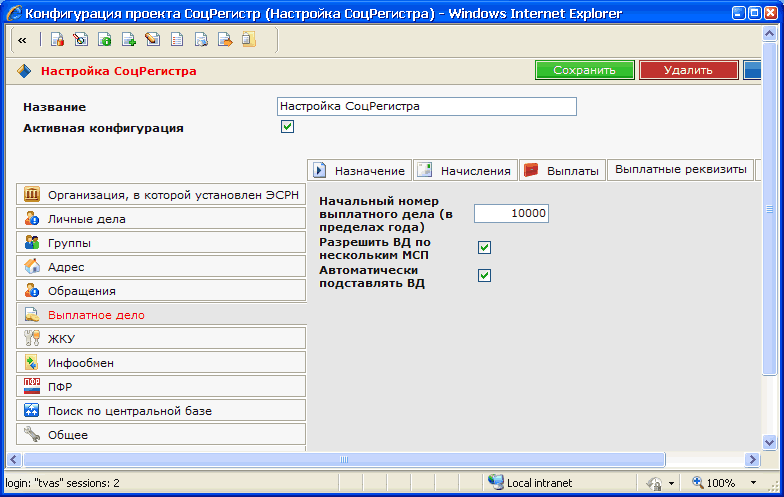 Конфигурация проекта СоцРегистр (Настройка СоцРегистра) - Windows Internet Explorer
«
Настройка СоцРегистра
Сохранить
Удалить
Название
Настройка СоцРегистра
Активная конфигурация
Назначение
Начисления
Выплаты
Выплатные реквизиты
Организация, в которой установлен ЭСРН
Личные дела
Группы
Адрес
Обращения
Выплатное дело
ЖКУ
Инфообмен
ПФР
ПФР
Поиск по центральной базе
Общее
Начальный номер
выплатного дела (в
пределах года)
10000
Разрешить ВД по
нескольким МСП
Автоматически
подставлять ВД
login: "tvas" sessions: 2
Local intranet
100%